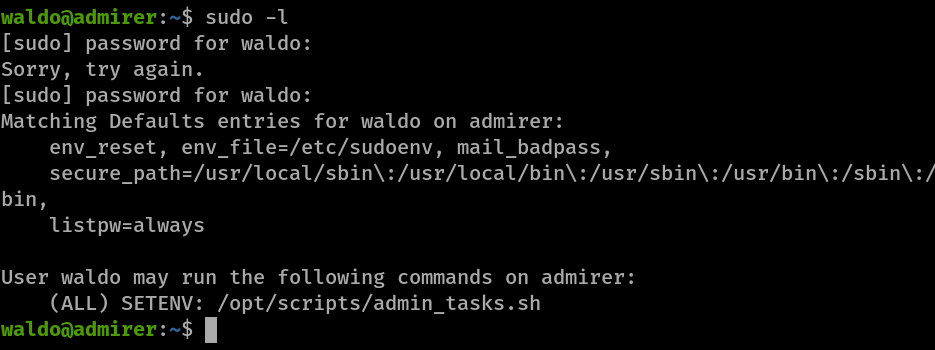 waldo@admirer:~$ sudo -l
[sudo] password for waldo:
Sorry, try again.
[sudo] password for waldo:
Matching Defaults entries for waldo on admirer:
    env_reset, env_file=/etc/sudoenv, mail_badpass,
    secure_path=/usr/local/sbin\:/usr/local/bin\:/usr/sbin\:/usr/bin\:/sbin\:/
bin,
    listpw=always

User waldo may run the following commands on admirer:
    (ALL) SETENV: /opt/scripts/admin_tasks.sh
waldo@admirer:~$